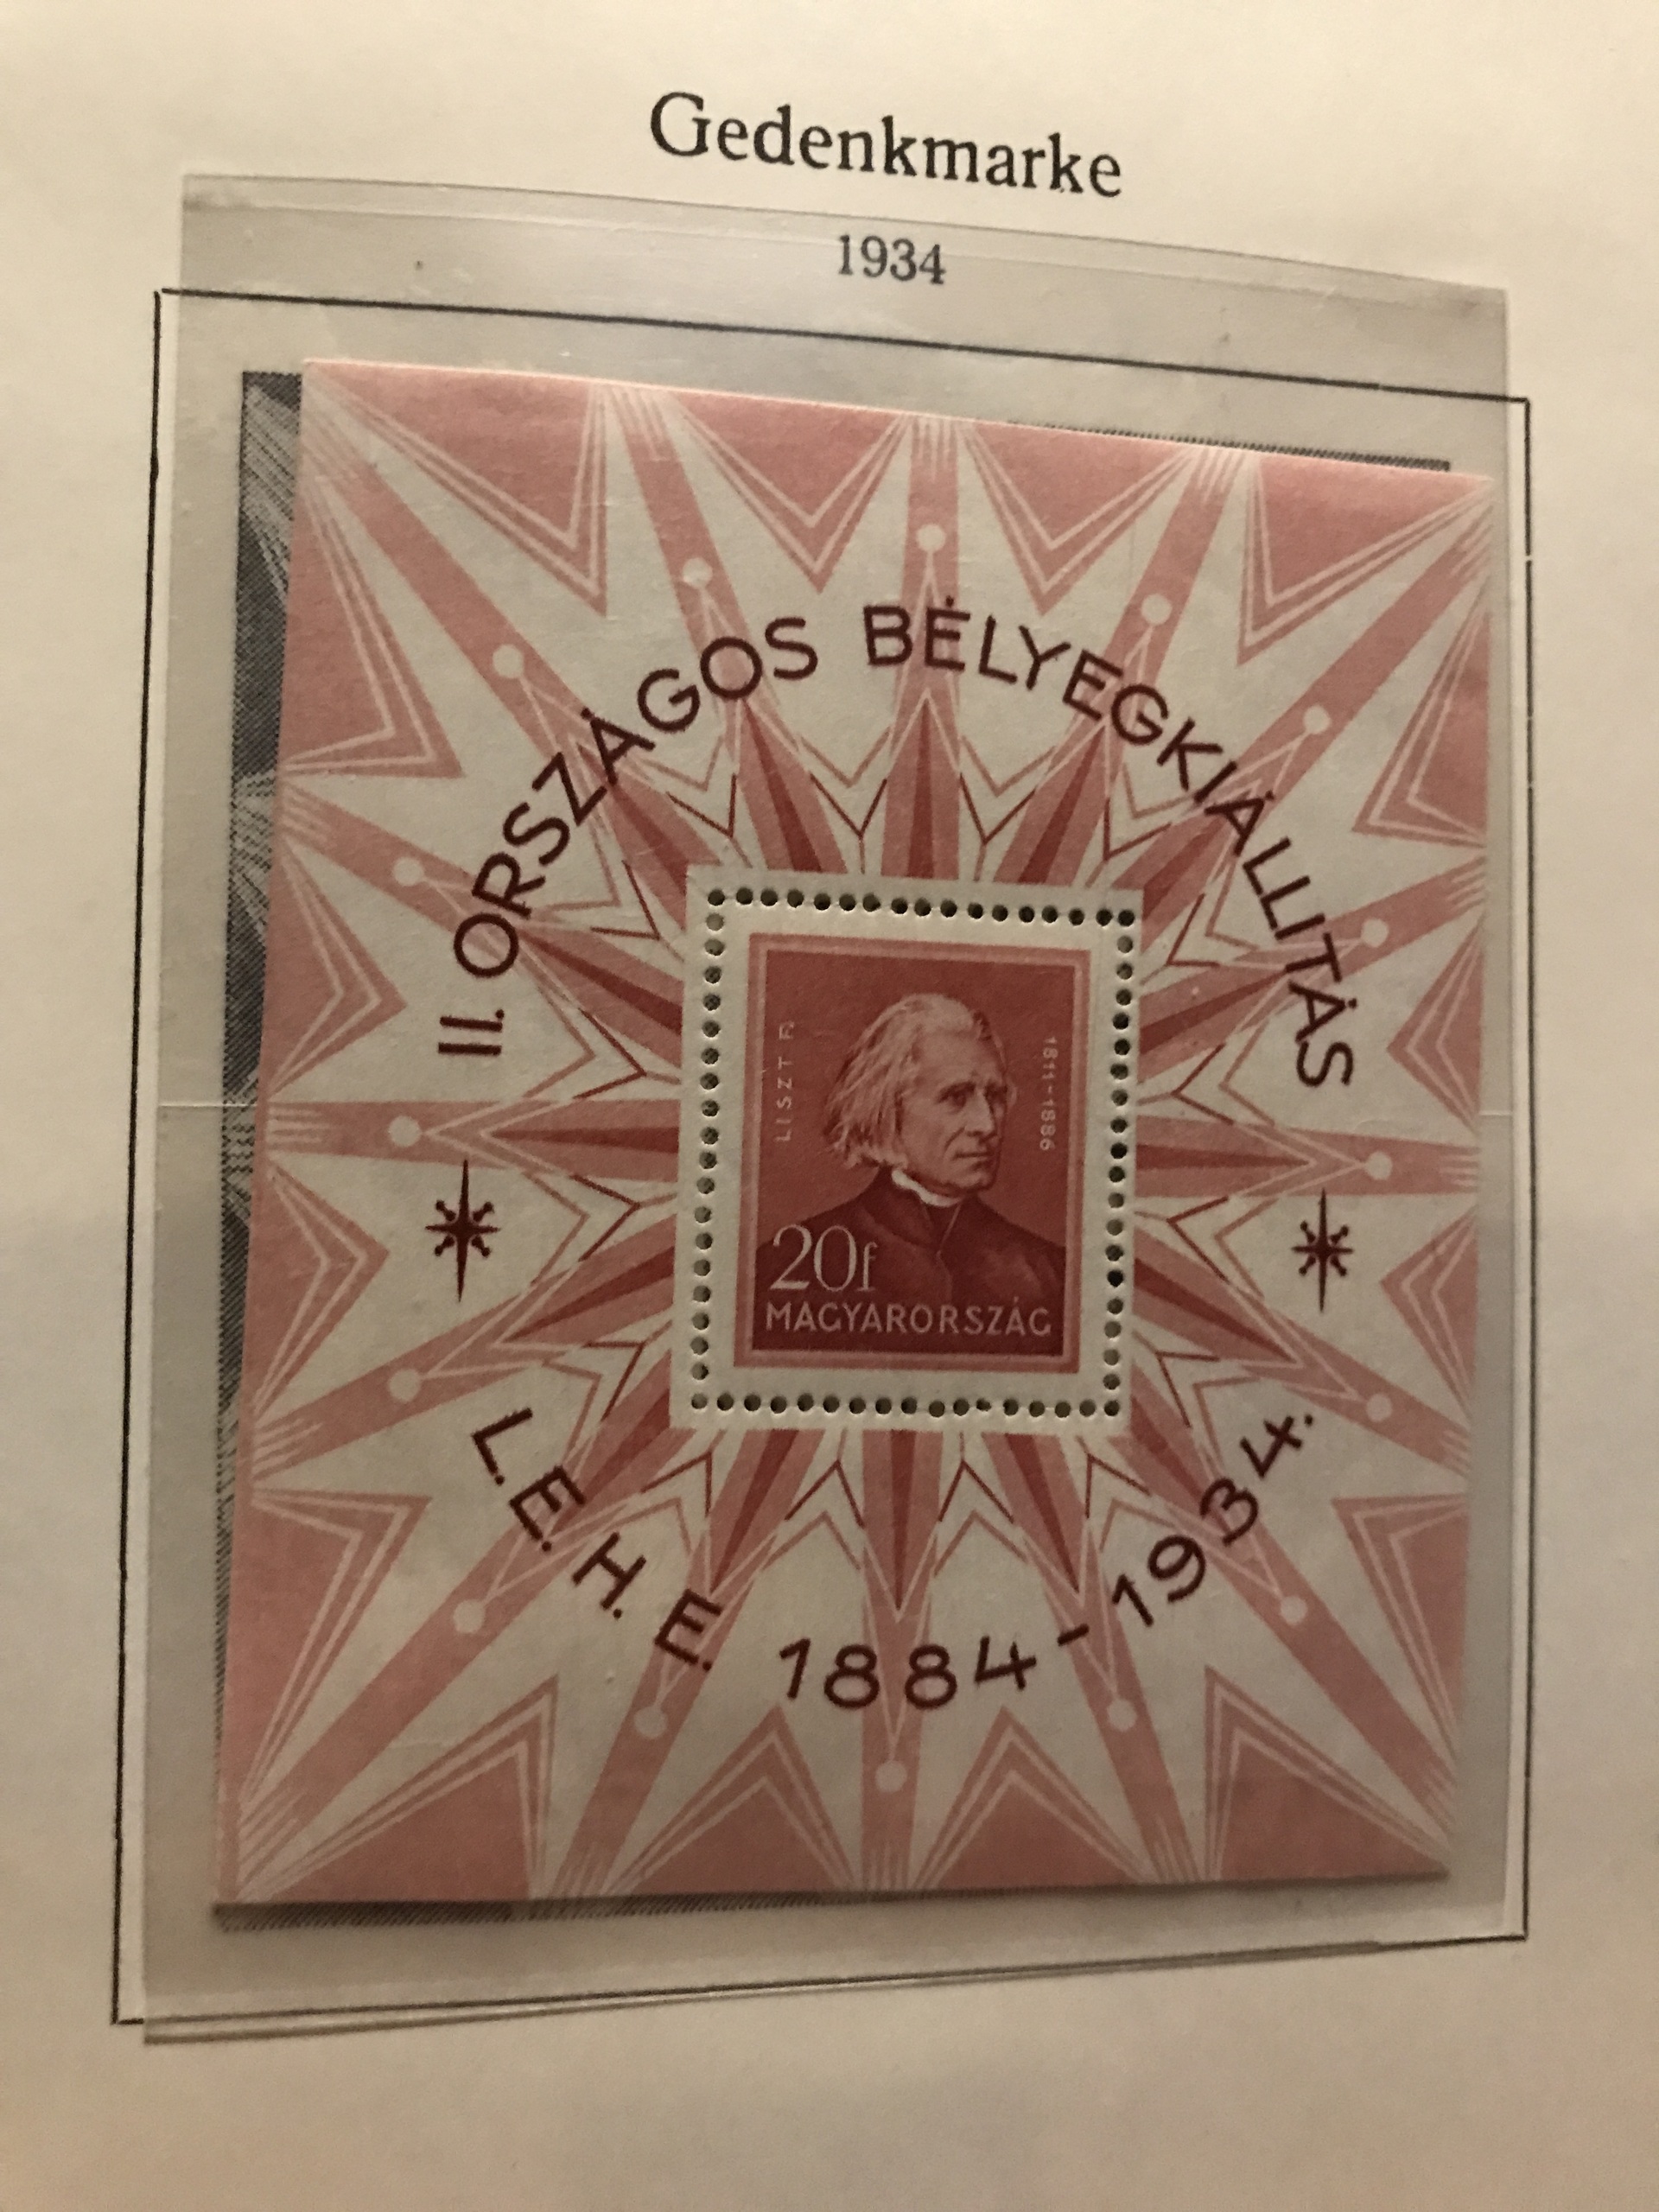 Gedenkmarke
1934
II. ORSZÁGOS BÉLYEGKIÁLLITÁS
LISZT F.
1811-1886
20f
MAGYARORSZÁG
L.E.H.E. 1884-1934.